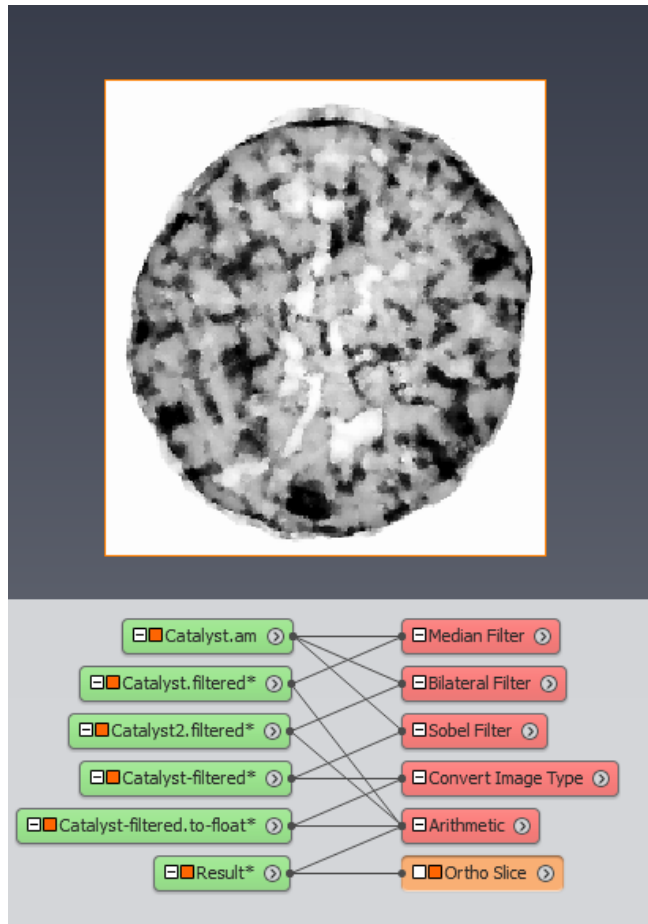 Catalyst.am
Median Filter
Catalyst.filtered*
Bilateral Filter
Catalyst2.filtered*
Sobel Filter
Catalyst-filtered*
Convert Image Type
Catalyst-filtered.to-float*
Arithmetic
Result*
Ortho Slice